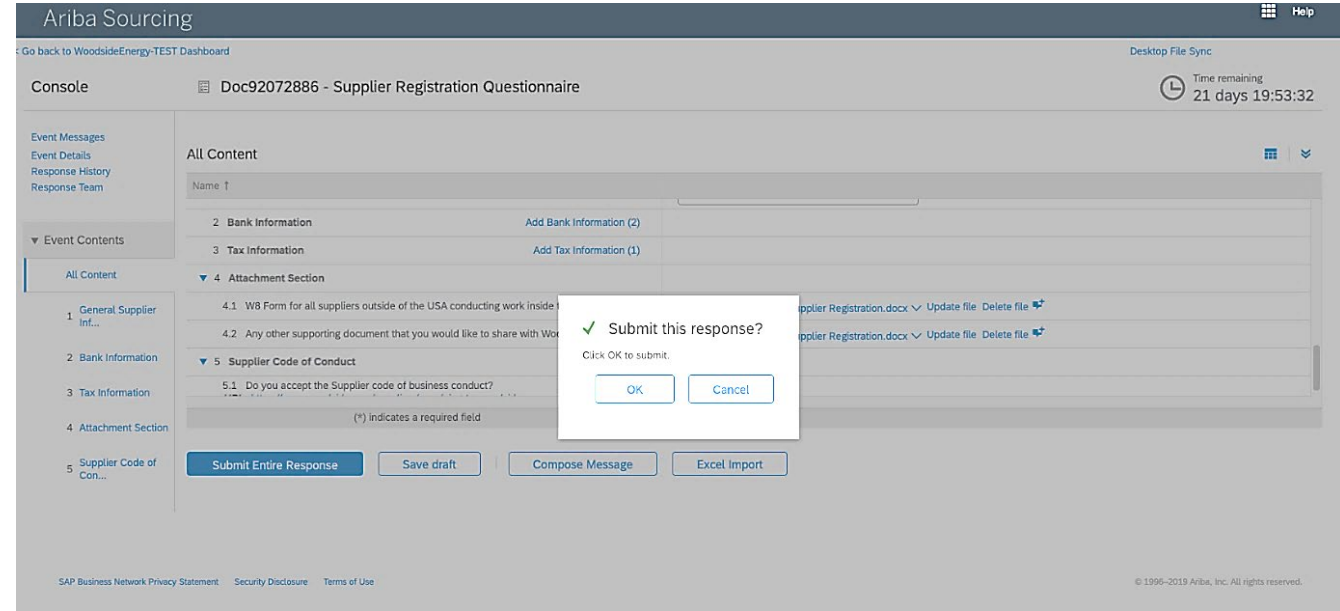 Ariba Sourcing
Help
Go back to WoodsideEnergy-TEST Dashboard
Desktop File Sync
Console
Doc92072886 - Supplier Registration Questionnaire
Time remaining
21 days 19:53:32
Event Messages
Event Details
Response History
Response Team
All Content
Name ↑
▼ Event Contents
All Content
1 General Supplier Inf...
2 Bank Information
3 Tax Information
4 Attachment Section
5 Supplier Code of Con...
2 Bank Information Add Bank Information (2)
3 Tax Information Add Tax Information (1)
▼ 4 Attachment Section
4.1 W8 Form for all suppliers outside of the USA conducting work inside
Supplier Registration.docx Update file Delete file
4.2 Any other supporting document that you would like to share with
Supplier Registration.docx Update file Delete file
▼ 5 Supplier Code of Conduct
5.1 Do you accept the Supplier code of business conduct?
(*) indicates a required field
✓ Submit this response?
Click OK to submit.
OK Cancel
Submit Entire Response Save draft Compose Message Excel Import
SAP Business Network Privacy Statement Security Disclosure Terms of Use
© 1996–2019 Ariba, Inc. All rights reserved.